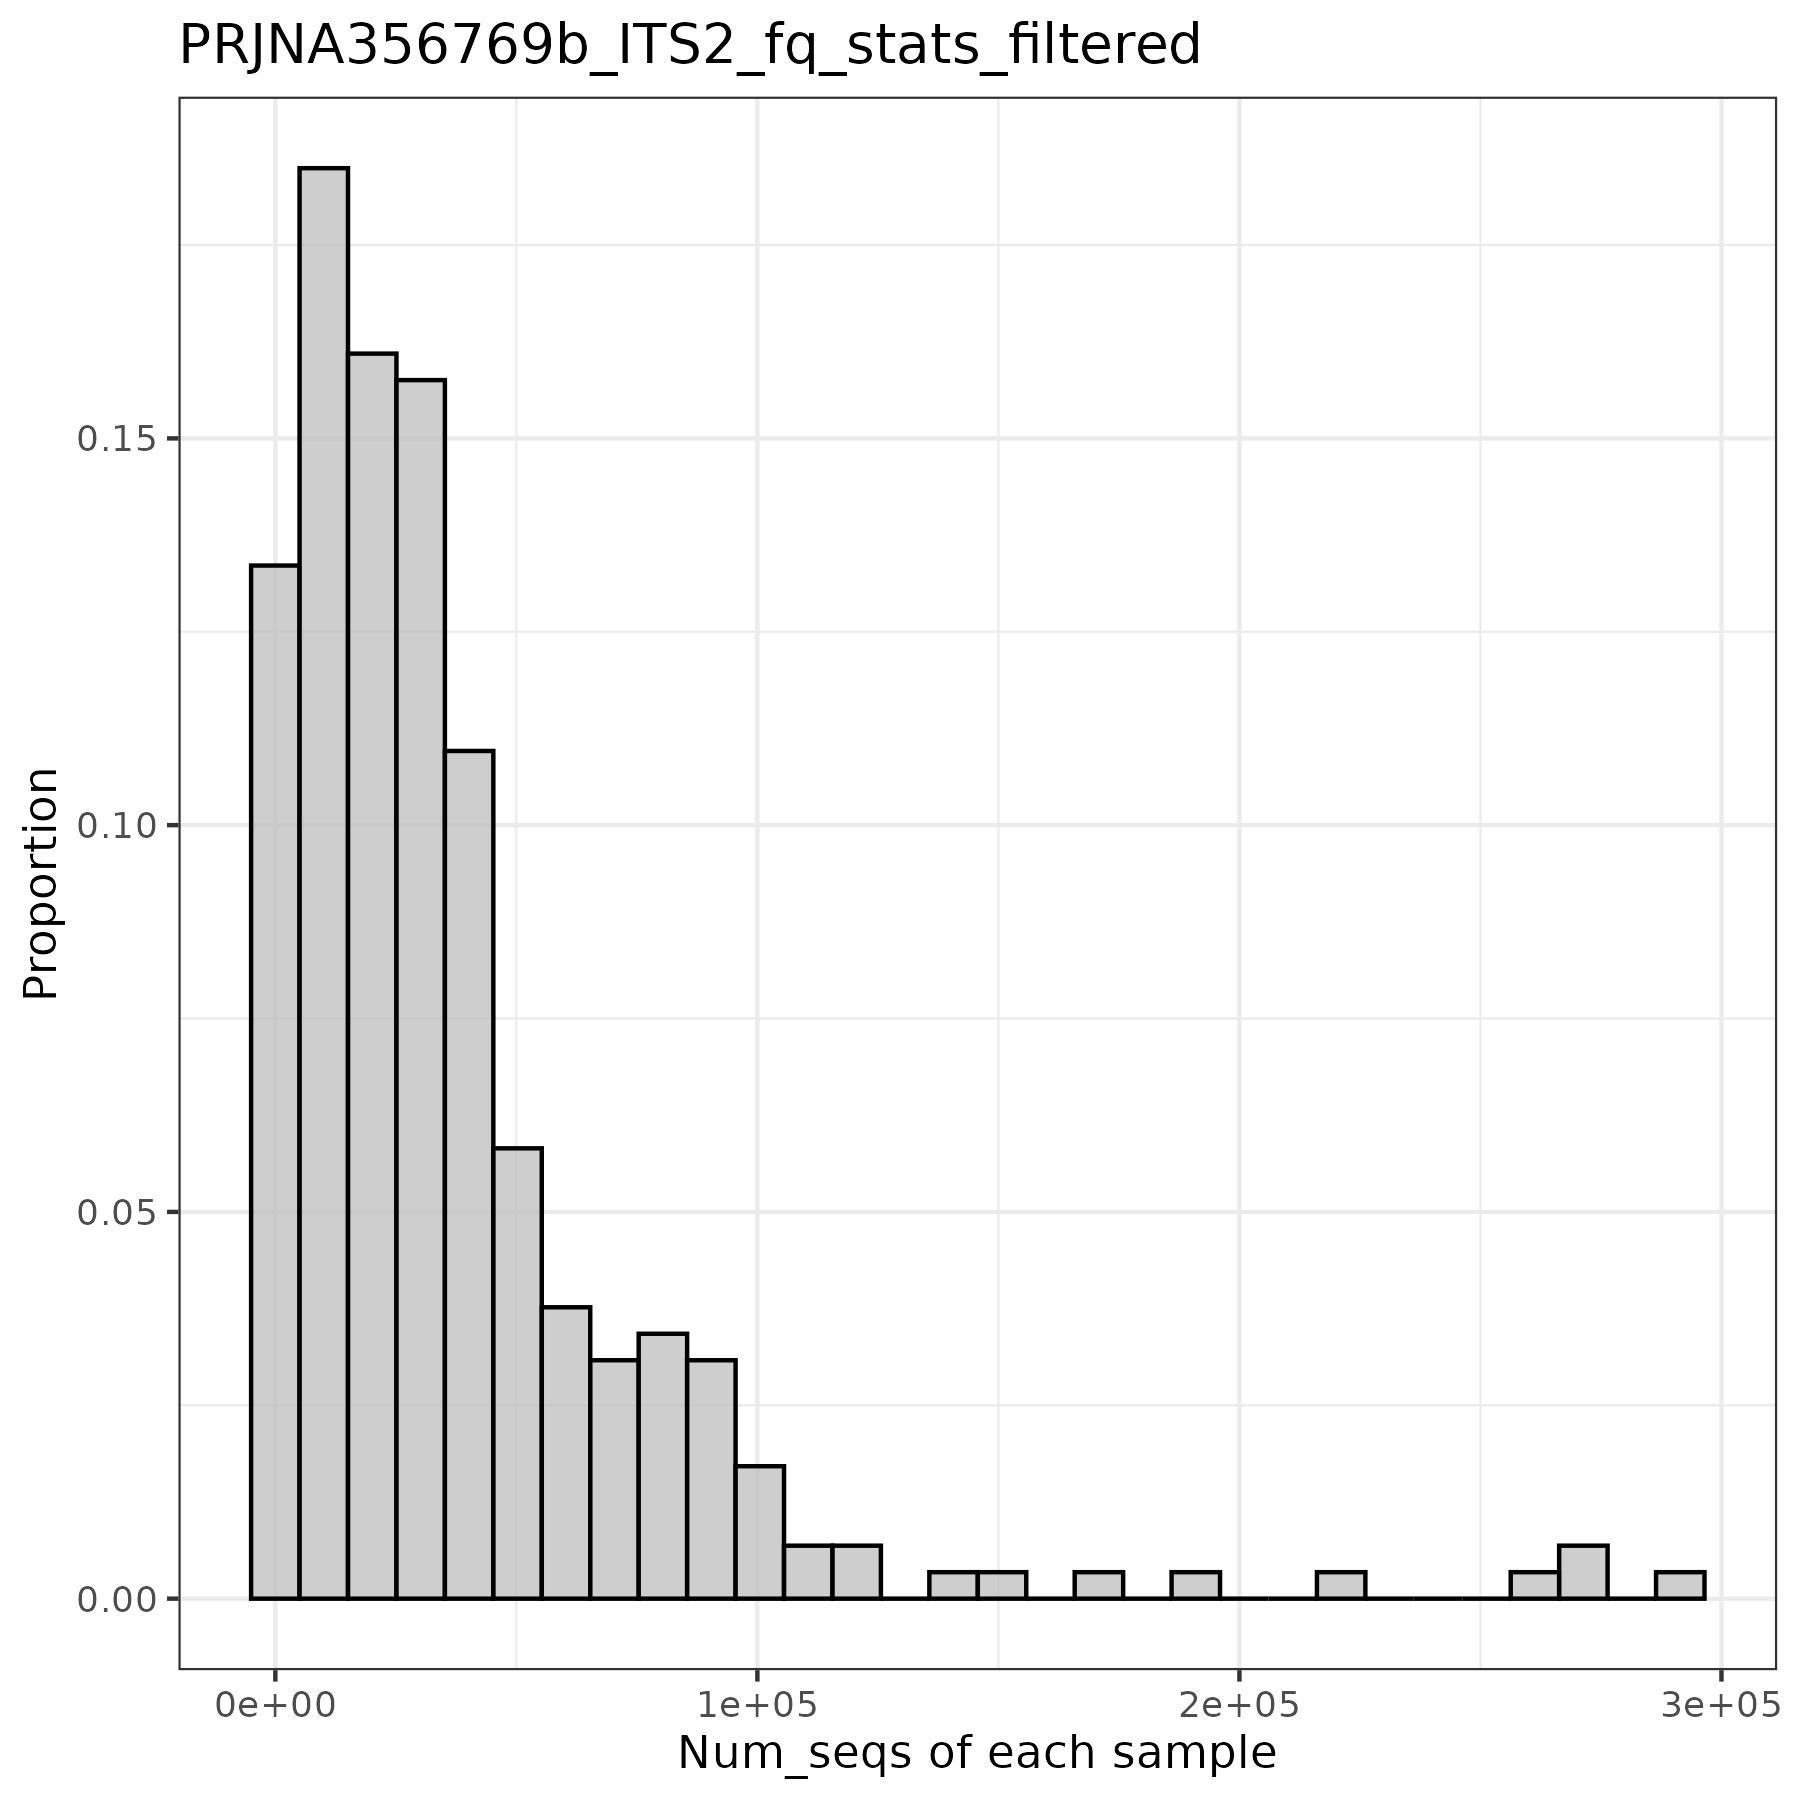 PRJNA356769b_ITS2_fq_stats_filtered
Proportion
0.15
0.10
0.05
0.00
0e+00 1e+05 2e+05 3e+05
Num_seqs of each sample